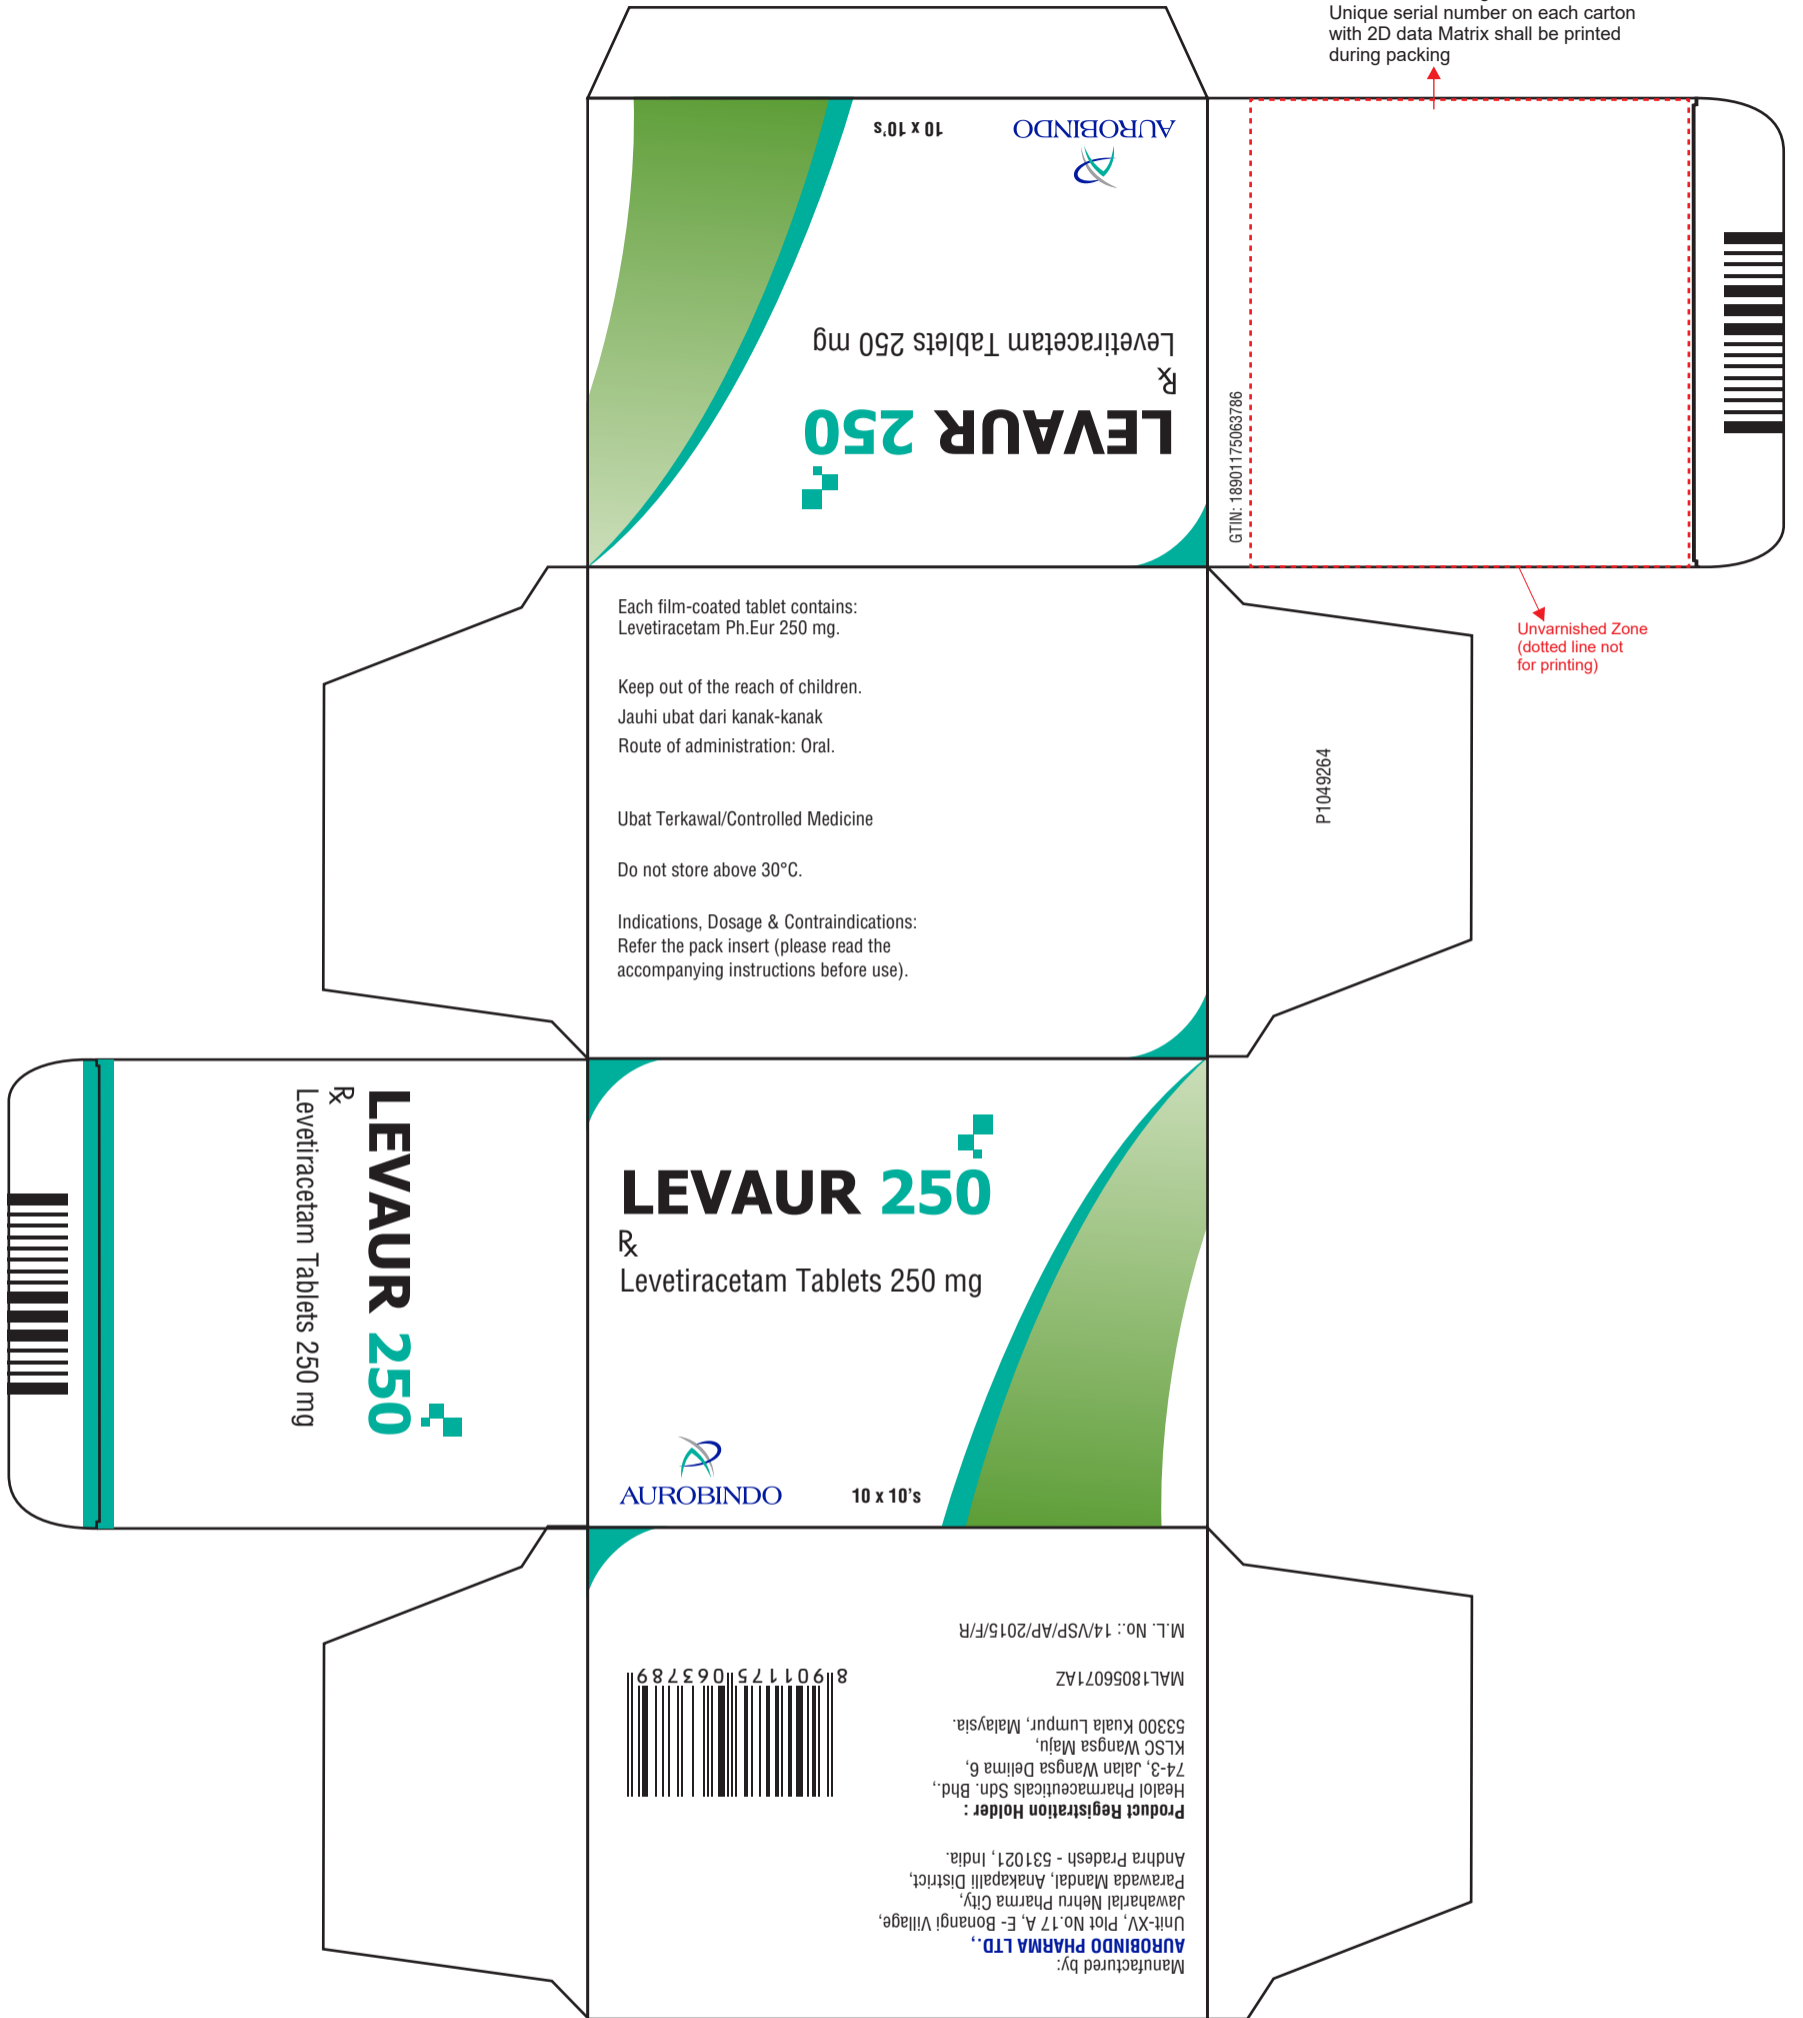 Unique serial number on each carton
with 2D data Matrix shall be printed
during packing
10 x 10's
AUROBINDO
Levetiracetam Tablets 250 mg
Rx
LEVAUR 250
GTIN: 18901175063786
Unvarnished Zone
(dotted line not
for printing)
Each film-coated tablet contains:
Levetiracetam Ph.Eur 250 mg.
Keep out of the reach of children.
Jauhi ubat dari kanak-kanak
Route of administration: Oral.
Ubat Terkawal/Controlled Medicine
Do not store above 30°C.
Indications, Dosage & Contraindications:
Refer the pack insert (please read the
accompanying instructions before use).
P1049264
LEVAUR 250
Rx
Levetiracetam Tablets 250 mg
LEVAUR 250
Rx
Levetiracetam Tablets 250 mg
AUROBINDO
10 x 10's
Manufactured by:
AUROBINDO PHARMA LTD.,
Unit-XV, Plot No.17 A, E- Bonangi Village,
Jawaharlal Nehru Pharma City,
Parawada Mandal, Anakapalli District,
Andhra Pradesh - 531021, India.
Product Registration Holder :
Healol Pharmaceuticals Sdn. Bhd.,
74-3, Jalan Wangsa Delima 6,
KLSC Wangsa Maju,
53300 Kuala Lumpur, Malaysia.
MAL18056071AZ
M.L. No.: 14/VSP/AP/2015/F/R
8 901175 063789